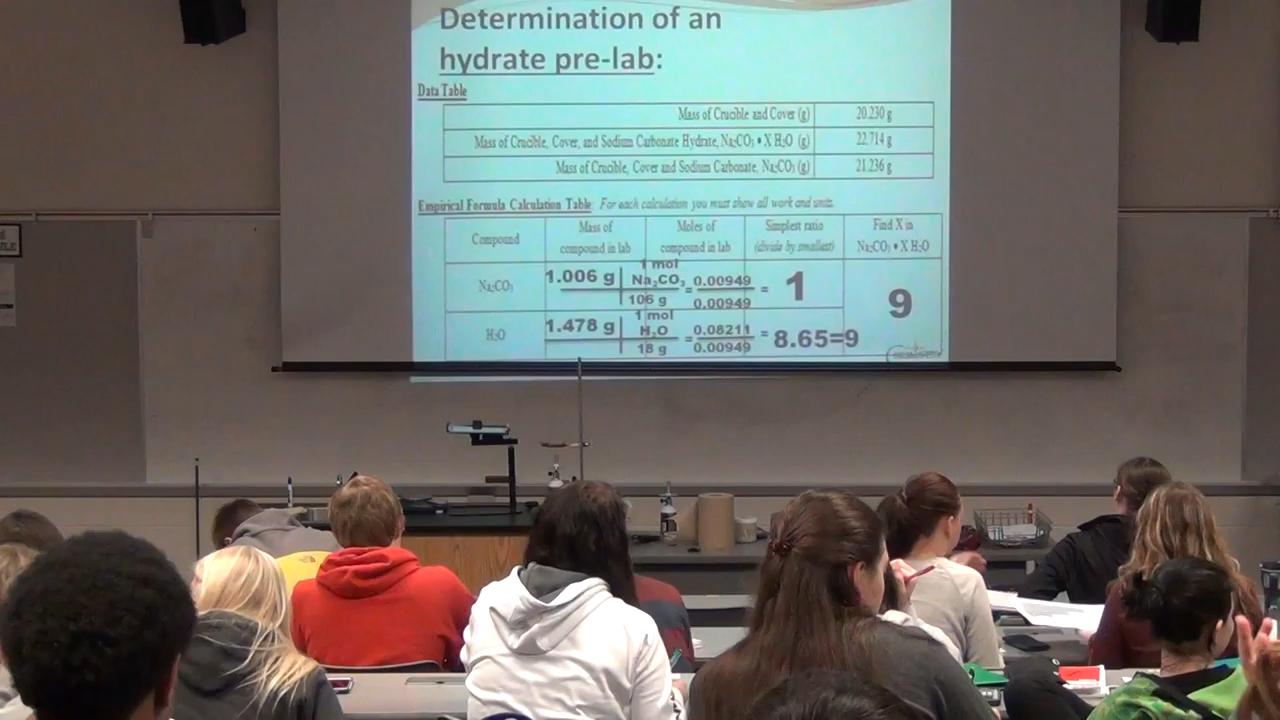 Determination of an
hydrate pre-lab:
Data Table
Mass of Crucible and Cover (g) 20.230 g
Mass of Crucible, Cover, and Sodium Carbonate Hydrate, Na₂CO₃ • X H₂O (g) 22.714 g
Mass of Crucible, Cover and Sodium Carbonate, Na₂CO₃ (g) 21.236 g
Empirical Formula Calculation Table: For each calculation you must show all work and units.
Compound Mass of compound in lab Moles of compound in lab Simplest ratio (divide by smallest) Find X in Na₂CO₃ • X H₂O
Na₂CO₃ 1.006 g 1 mol Na₂CO₃ 106 g = 0.00949 0.00949 = 1 9
H₂O 1.478 g 1 mol H₂O 18 g = 0.08211 0.00949 = 8.65=9